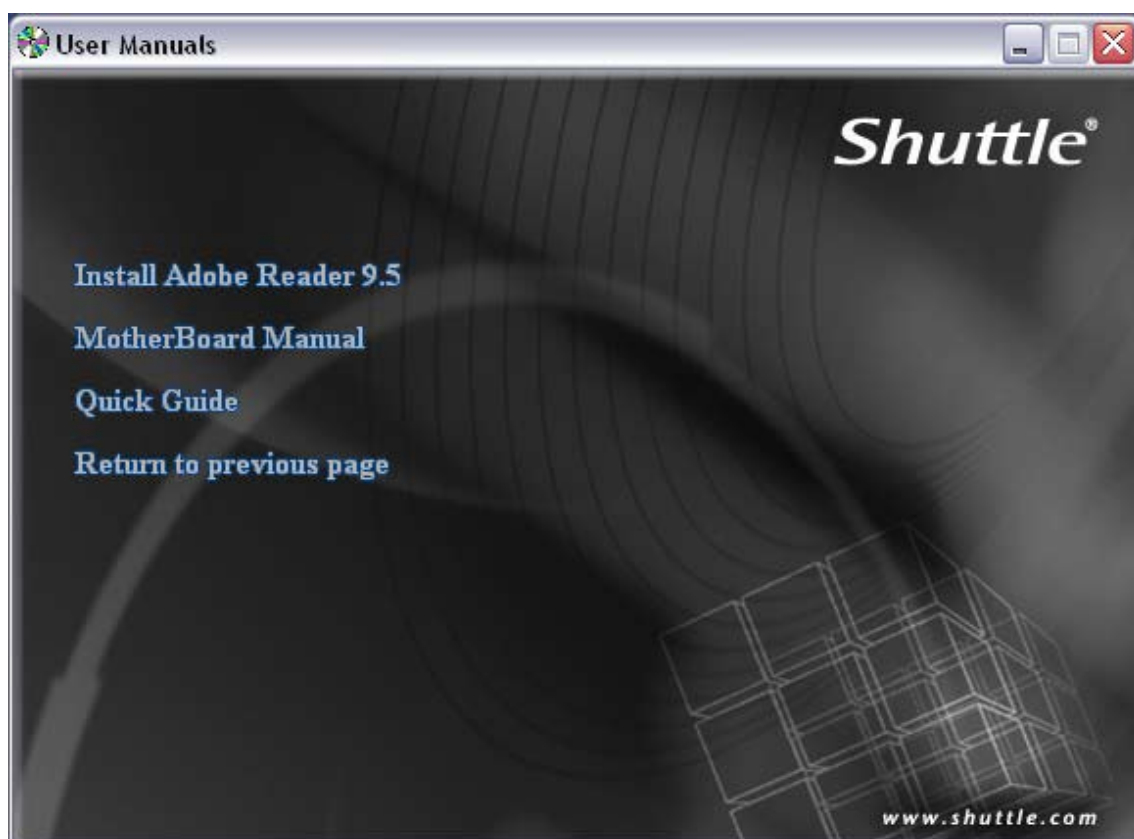 User Manuals
Shuttle®
Install Adobe Reader 9.5
MotherBoard Manual
Quick Guide
Return to previous page
www.shuttle.com